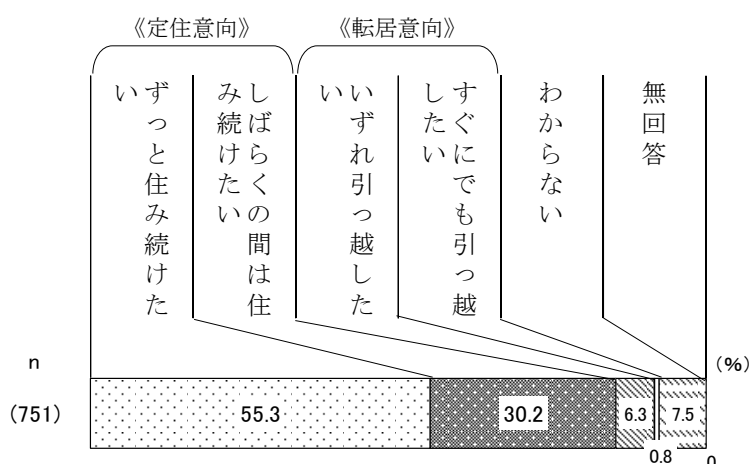 《定住意向》
《転居意向》
ずっと住み続けた
い
しばらくの間は住
み続けたい
いずれ引っ越した
い
すぐにでも引っ越
したい
わからない
無回答
n
(%)
(751)
55.3
30.2
6.3
7.5
0.8
0